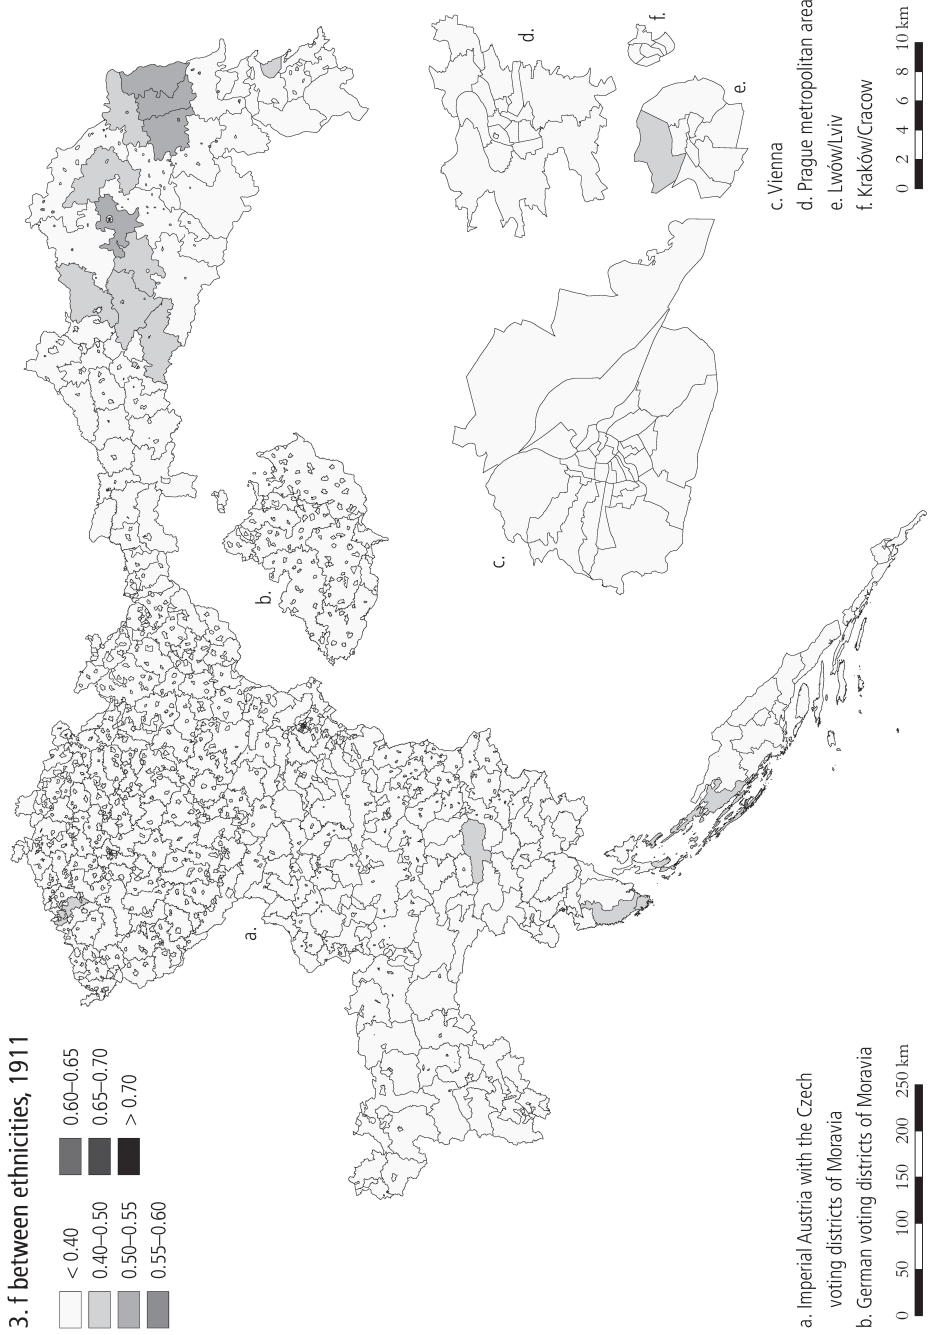 3. f between ethnicities, 1911
< 0.40
0.40–0.50
0.50–0.55
0.55–0.60
0.60–0.65
0.65–0.70
> 0.70
a.
b.
c.
d.
e.
f.
a. Imperial Austria with the Czech
voting districts of Moravia
b. German voting districts of Moravia
0 50 100 150 200 250 km
c. Vienna
d. Prague metropolitan area
e. Lwów/Lviv
f. Kraków/Cracow
0 2 4 6 8 10 km